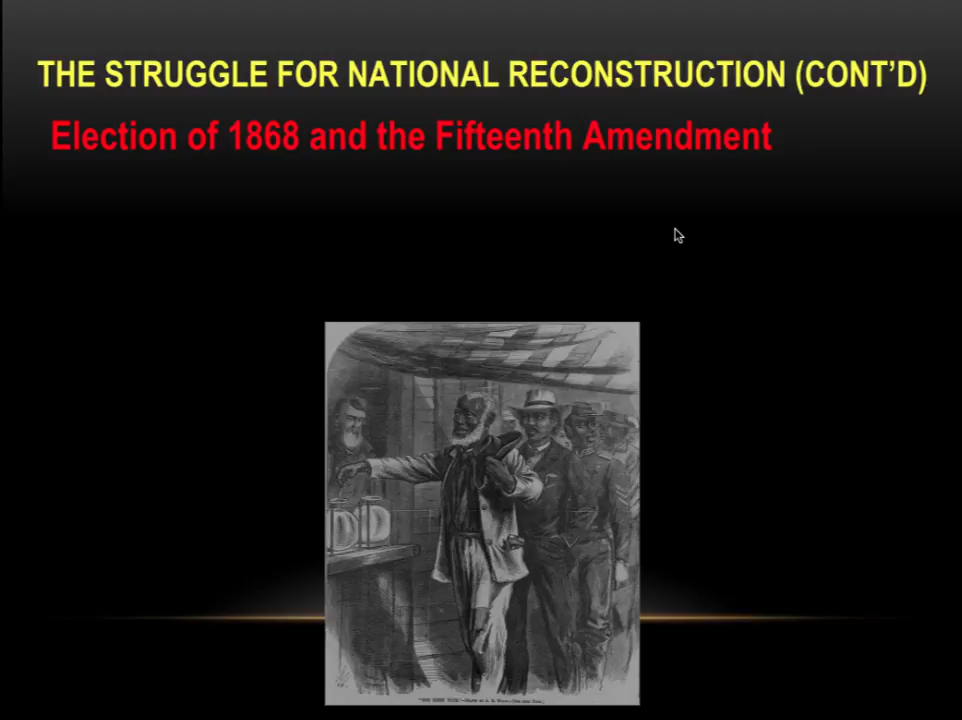 THE STRUGGLE FOR NATIONAL RECONSTRUCTION (CONT’D)
Election of 1868 and the Fifteenth Amendment